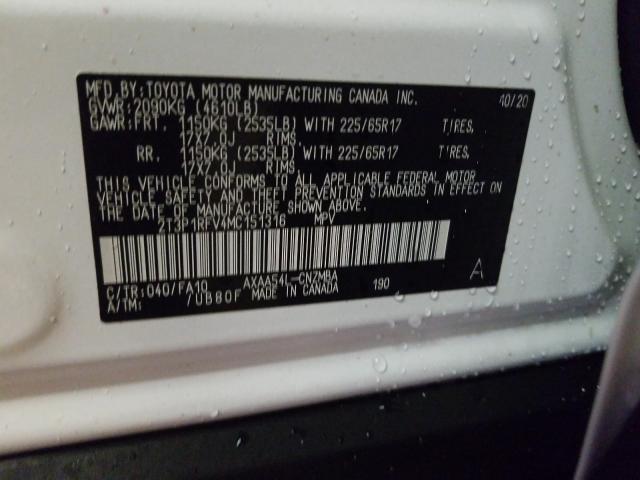 MFD.BY:TOYOTA MOTOR MANUFACTURING CANADA INC. 10/20
GVWR:2090KG (4610LB)
GAWR:FRT. 1150KG (2535LB) WITH 225/65R17 TIRES,
17X7.0J RIMS.
RR. 1150KG (2535LB) WITH 225/65R17 TIRES,
17X7.0J RIMS.
THIS VEHICLE CONFORMS TO ALL APPLICABLE FEDERAL MOTOR
VEHICLE SAFETY AND THEFT PREVENTION STANDARDS IN EFFECT ON
THE DATE OF MANUFACTURE SHOWN ABOVE.
2T3P1RFV4MC151316 MPV
C/TR:040/FA10 AXAA54L-CNZMBA 190 A
A/TM: /UB80F MADE IN CANADA